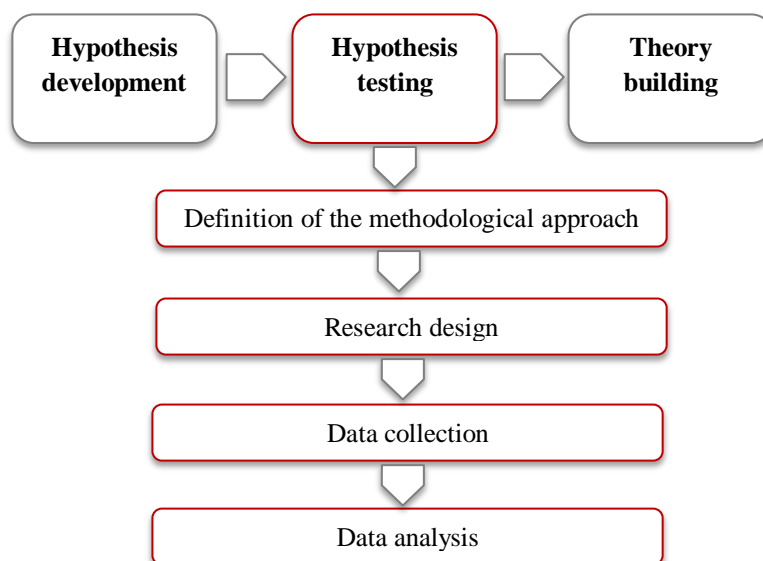 Hypothesis
development
Hypothesis
testing
Theory
building
Definition of the methodological approach
Research design
Data collection
Data analysis